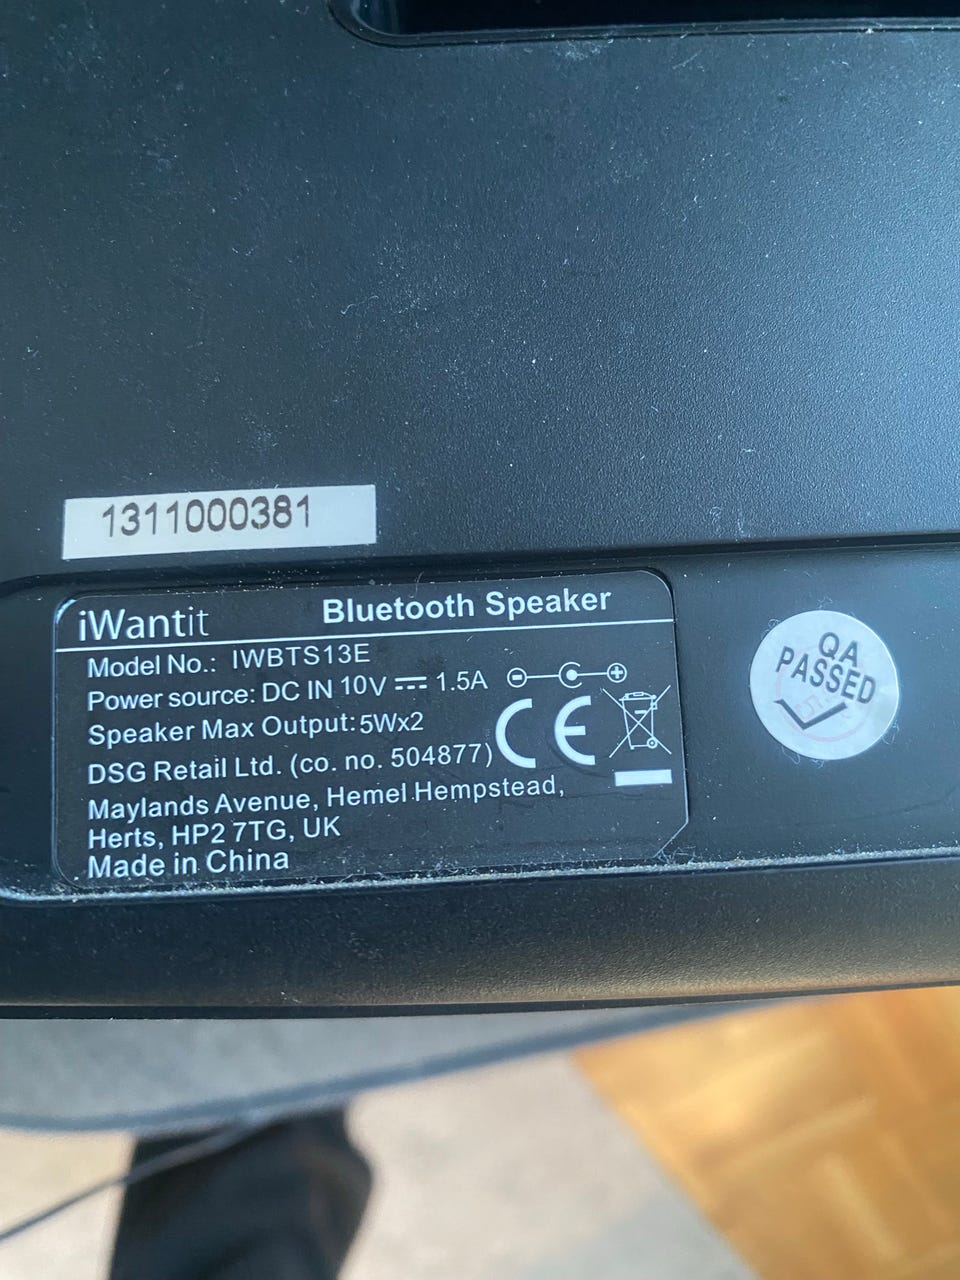 1311000381
iWantit Bluetooth Speaker
Model No.: IWBTS13E
Power source: DC IN 10V ⎓ 1.5A
Speaker Max Output: 5Wx2
DSG Retail Ltd. (co. no. 504877)
Maylands Avenue, Hemel Hempstead,
Herts, HP2 7TG, UK
Made in China
CE
QA
PASSED